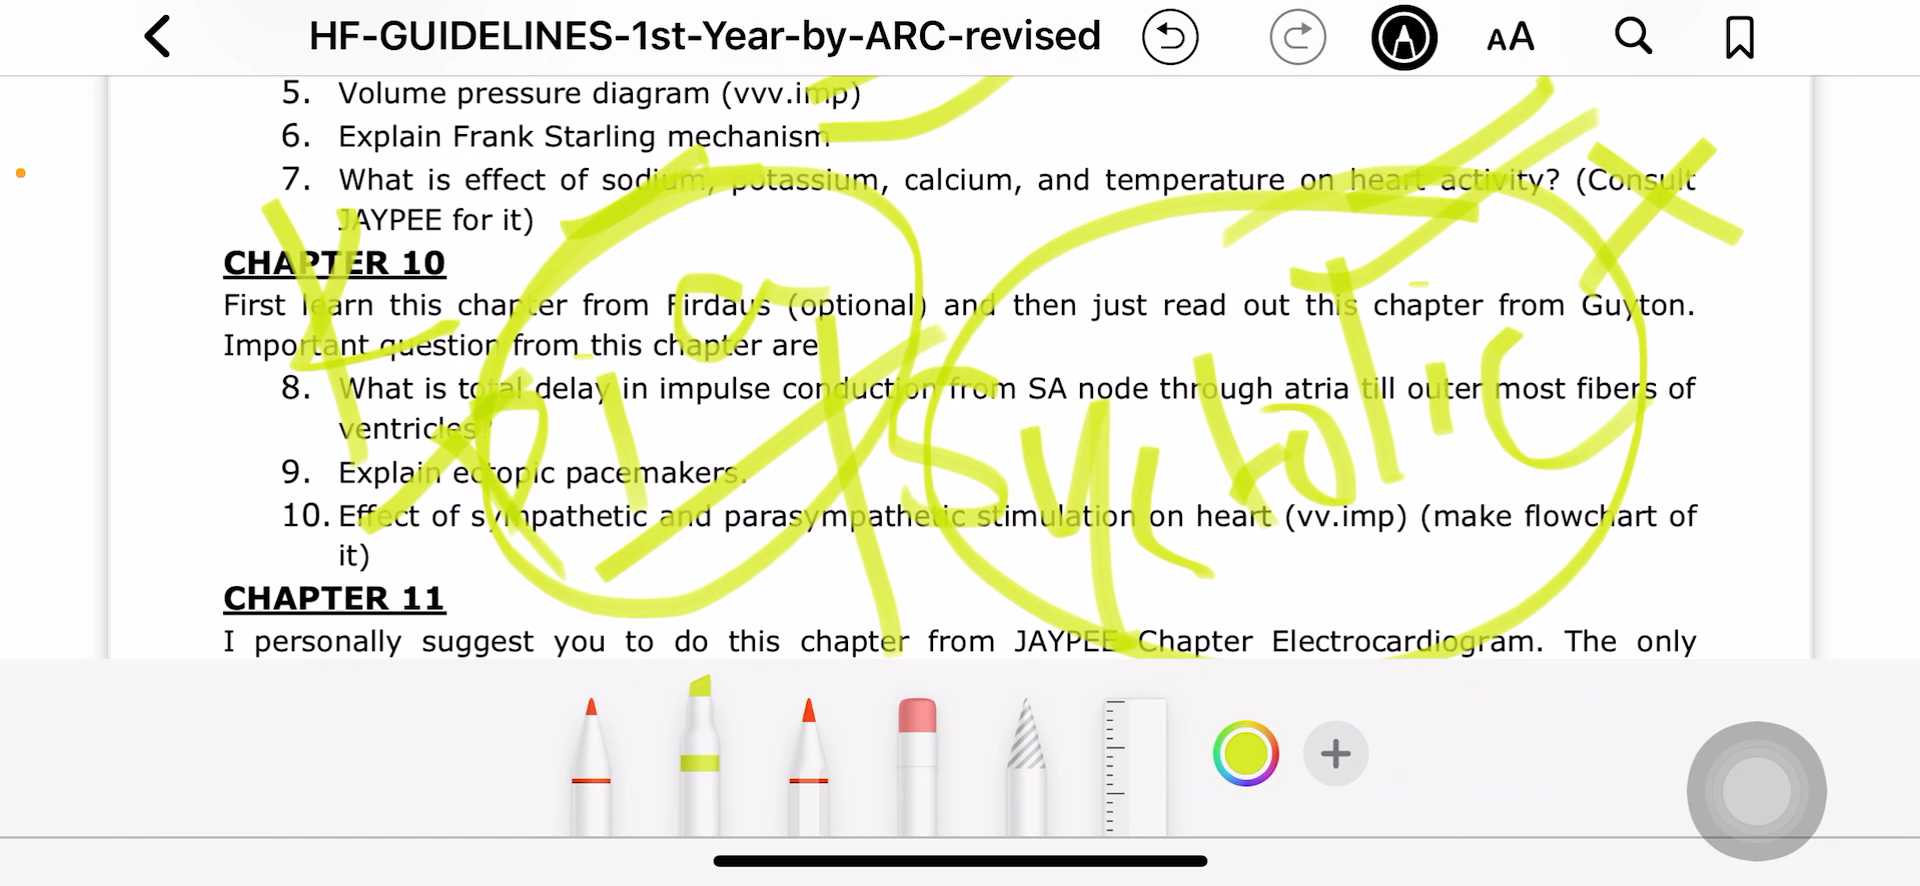 HF-GUIDELINES-1st-Year-by-ARC-revised
AA
5. Volume pressure diagram (vvv.imp)
6. Explain Frank Starling mechanism
7. What is effect of sodium, potassium, calcium, and temperature on heart activity? (Consult
JAYPEE for it)
CHAPTER 10
First learn this chapter from Firdaus (optional) and then just read out this chapter from Guyton.
Important question from this chapter are
8. What is total delay in impulse conduction from SA node through atria till outer most fibers of
ventricles?
9. Explain ectopic pacemakers.
10. Effect of sympathetic and parasympathetic stimulation on heart (vv.imp) (make flowchart of
it)
CHAPTER 11
I personally suggest you to do this chapter from JAYPEE Chapter Electrocardiogram. The only